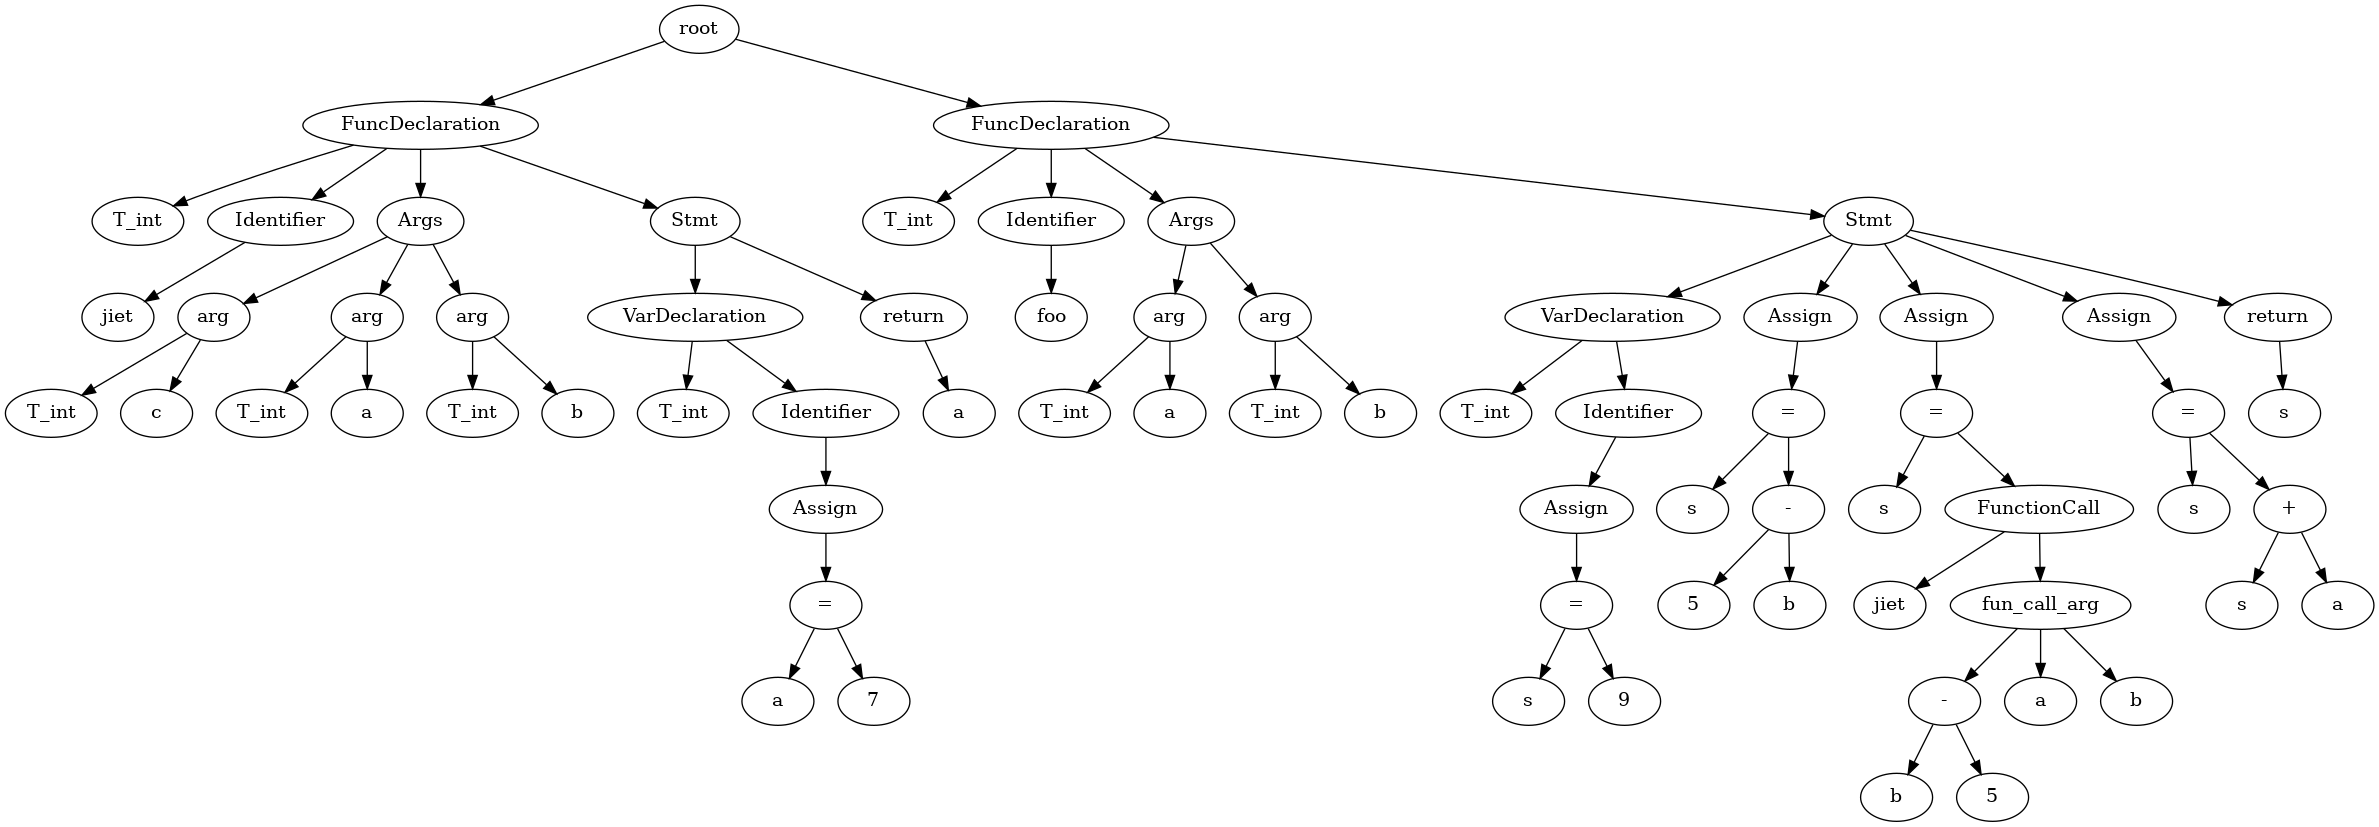 root
FuncDeclaration FuncDeclaration
T_int Identifier Args Stmt T_int Identifier Args Stmt
jiet arg arg arg VarDeclaration return foo arg arg VarDeclaration Assign Assign Assign return
T_int c T_int a T_int b T_int Identifier a T_int a T_int b T_int Identifier = = = s
Assign Assign s - s FunctionCall s +
= = 5 b jiet fun_call_arg s a
a 7 s 9 - a b
b 5